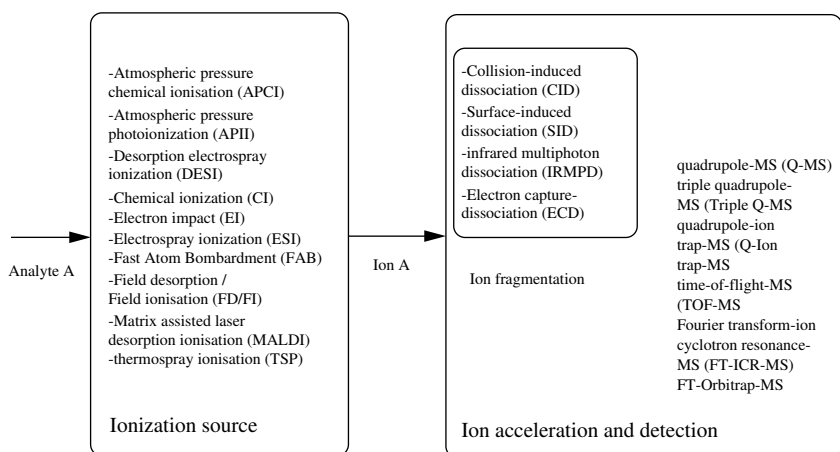 Analyte A
-Atmospheric pressure
chemical ionisation (APCI)
-Atmospheric pressure
photoionization (APII)
-Desorption electrospray
ionization (DESI)
-Chemical ionization (CI)
-Electron impact (EI)
-Electrospray ionization (ESI)
-Fast Atom Bombardment (FAB)
-Field desorption /
Field ionisation (FD/FI)
-Matrix assisted laser
desorption ionisation (MALDI)
-thermospray ionisation (TSP)
Ionization source
Ion A
-Collision-induced
dissociation (CID)
-Surface-induced
dissociation (SID)
-infrared multiphoton
dissociation (IRMPD)
-Electron capture-
dissociation (ECD)
Ion fragmentation
quadrupole-MS (Q-MS)
triple quadrupole-
MS (Triple Q-MS
quadrupole-ion
trap-MS (Q-Ion
trap-MS
time-of-flight-MS
(TOF-MS
Fourier transform-ion
cyclotron resonance-
MS (FT-ICR-MS)
FT-Orbitrap-MS
Ion acceleration and detection